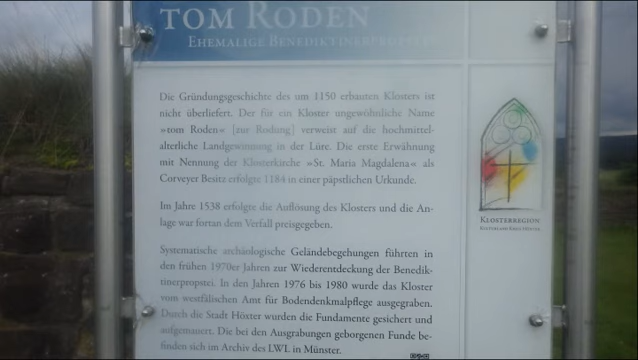 TOM RODEN
EHEMALIGE BENEDIKTINERPROPSTEI
Die Gründungsgeschichte des um 1150 erbauten Klosters ist
nicht überliefert. Der für ein Kloster ungewöhnliche Name
»tom Roden« [zur Rodung] verweist auf die hochmittel-
alterliche Landgewinnung in der Lüre. Die erste Erwähnung
mit Nennung der Klosterkirche »St. Maria Magdalena« als
Corveyer Besitz erfolgte 1184 in einer päpstlichen Urkunde.
Im Jahre 1538 erfolgte die Auflösung des Klosters und die An-
lage war fortan dem Verfall preisgegeben.
Systematische archäologische Geländebegehungen führten in
den frühen 1970er Jahren zur Wiederentdeckung der Benedik-
tinerpropstei. In den Jahren 1976 bis 1980 wurde das Kloster
vom westfälischen Amt für Bodendenkmalpflege ausgegraben.
Durch die Stadt Höxter wurden die Fundamente gesichert und
aufgemauert. Die bei den Ausgrabungen geborgenen Funde be-
finden sich im Archiv des LWL in Münster.
KLOSTERREGION
KULTURLAND KREIS HÖXTER